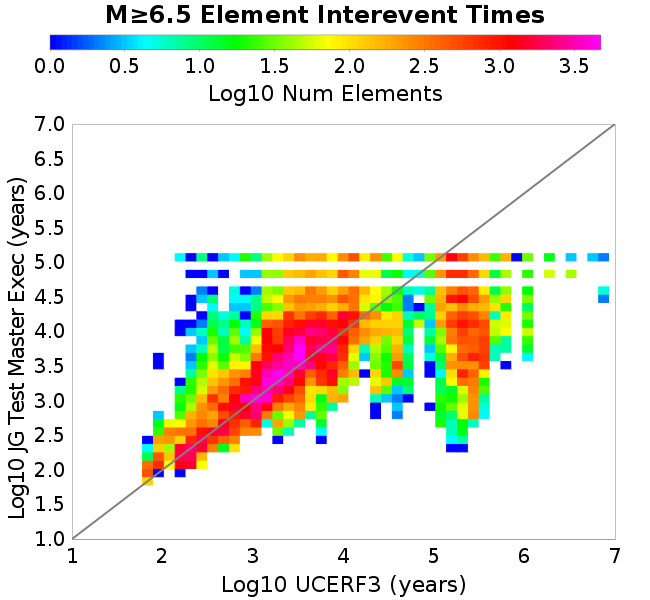 M≥6.5 Element Interevent Times
0.0 0.5 1.0 1.5 2.0 2.5 3.0 3.5
Log10 Num Elements
7.0
6.5
6.0
5.5
5.0
4.5
4.0
3.5
3.0
2.5
2.0
1.5
1.0
Log10 JG Test Master Exec (years)
1 2 3 4 5 6 7
Log10 UCERF3 (years)